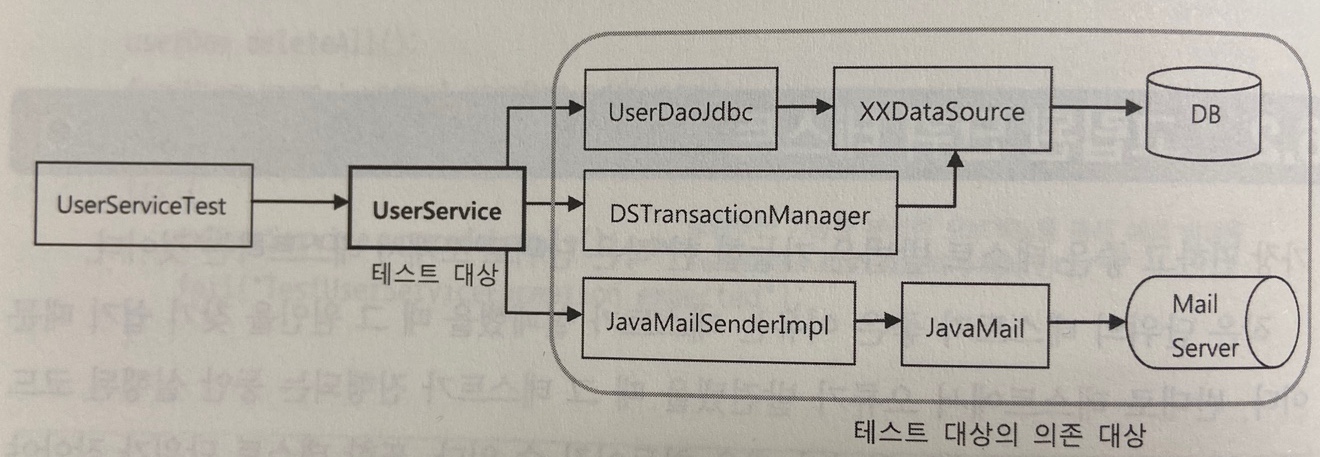 UserServiceTest
UserService
테스트 대상
UserDaoJdbc
XXDataSource
DB
DSTransactionManager
JavaMailSenderImpl
JavaMail
Mail
Server
테스트 대상의 의존 대상